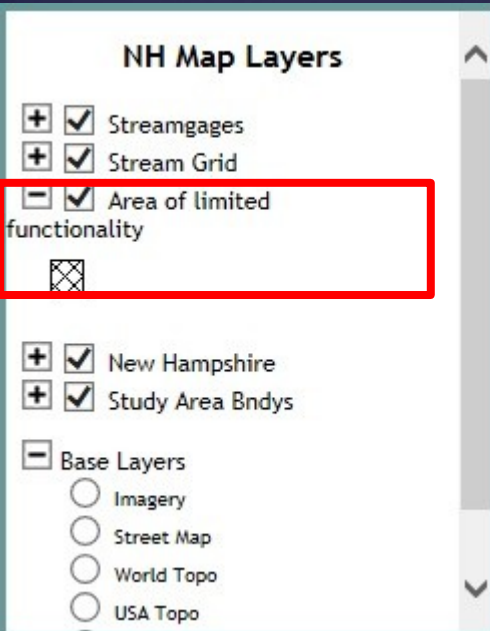 NH Map Layers
Streamgages
Stream Grid
Area of limited
functionality
New Hampshire
Study Area Bndys
Base Layers
Imagery
Street Map
World Topo
USA Topo